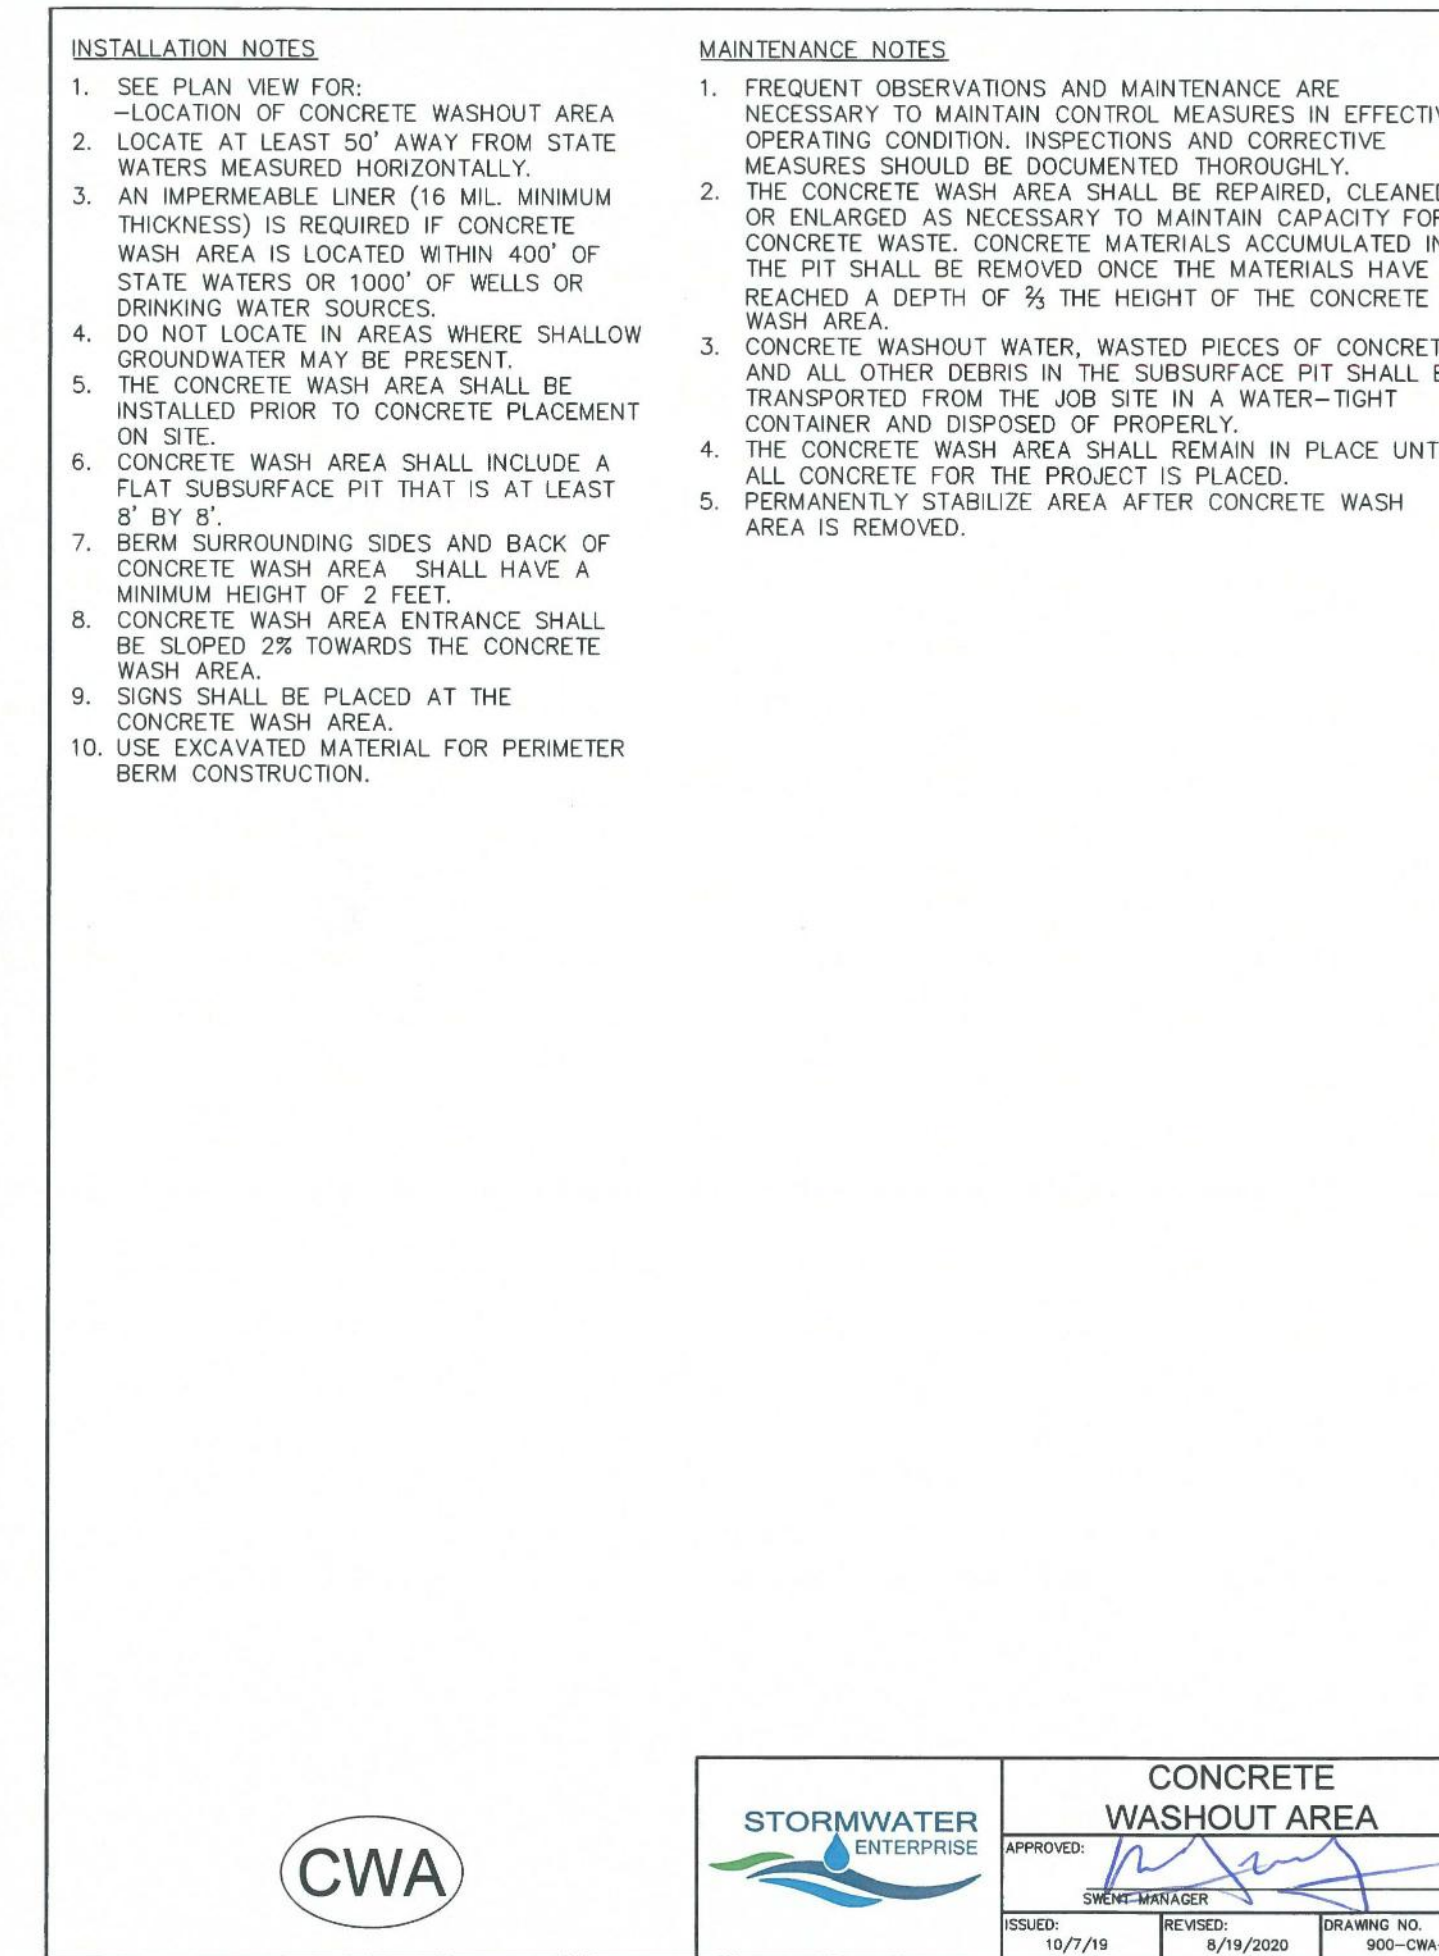 INSTALLATION NOTES
1. SEE PLAN VIEW FOR:
-LOCATION OF CONCRETE WASHOUT AREA
2. LOCATE AT LEAST 50' AWAY FROM STATE
WATERS MEASURED HORIZONTALLY.
3. AN IMPERMEABLE LINER (16 MIL. MINIMUM
THICKNESS) IS REQUIRED IF CONCRETE
WASH AREA IS LOCATED WITHIN 400' OF
STATE WATERS OR 1000' OF WELLS OR
DRINKING WATER SOURCES.
4. DO NOT LOCATE IN AREAS WHERE SHALLOW
GROUNDWATER MAY BE PRESENT.
5. THE CONCRETE WASH AREA SHALL BE
INSTALLED PRIOR TO CONCRETE PLACEMENT
ON SITE.
6. CONCRETE WASH AREA SHALL INCLUDE A
FLAT SUBSURFACE PIT THAT IS AT LEAST
8' BY 8'.
7. BERM SURROUNDING SIDES AND BACK OF
CONCRETE WASH AREA SHALL HAVE A
MINIMUM HEIGHT OF 2 FEET.
8. CONCRETE WASH AREA ENTRANCE SHALL
BE SLOPED 2% TOWARDS THE CONCRETE
WASH AREA.
9. SIGNS SHALL BE PLACED AT THE
CONCRETE WASH AREA.
10. USE EXCAVATED MATERIAL FOR PERIMETER
BERM CONSTRUCTION.
MAINTENANCE NOTES
1. FREQUENT OBSERVATIONS AND MAINTENANCE ARE
NECESSARY TO MAINTAIN CONTROL MEASURES IN
OPERATING CONDITION. INSPECTIONS AND CORRECTIVE
MEASURES SHOULD BE DOCUMENTED THOROUGHLY.
2. THE CONCRETE WASH AREA SHALL BE REPAIRED,
OR ENLARGED AS NECESSARY TO MAINTAIN CAPACITY
CONCRETE WASTE. CONCRETE MATERIALS ACCUMULATED
THE PIT SHALL BE REMOVED ONCE THE MATERIALS HAVE
REACHED A DEPTH OF ⅔ THE HEIGHT OF THE CONCRETE
WASH AREA.
3. CONCRETE WASHOUT WATER, WASTED PIECES OF
AND ALL OTHER DEBRIS IN THE SUBSURFACE PIT SHALL
TRANSPORTED FROM THE JOB SITE IN A WATER-TIGHT
CONTAINER AND DISPOSED OF PROPERLY.
4. THE CONCRETE WASH AREA SHALL REMAIN IN PLACE
ALL CONCRETE FOR THE PROJECT IS PLACED.
5. PERMANENTLY STABILIZE AREA AFTER CONCRETE WASH
AREA IS REMOVED.
CWA
STORMWATER
ENTERPRISE
CONCRETE
WASHOUT AREA
APPROVED:
SWENT MANAGER
ISSUED:
10/7/19
REVISED:
8/19/2020
DRAWING NO.
900-CWA